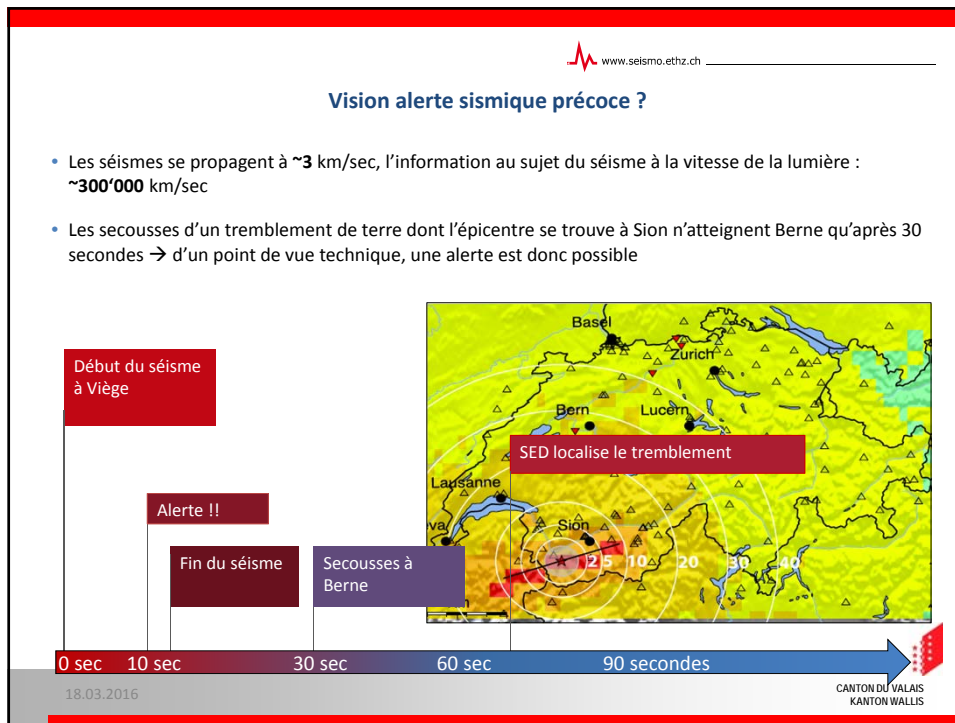 www.seismo.ethz.ch
Vision alerte sismique précoce ?
• Les séismes se propagent à ~3 km/sec, l'information au sujet du séisme à la vitesse de la lumière :
~300'000 km/sec
• Les secousses d'un tremblement de terre dont l'épicentre se trouve à Sion n'atteignent Berne qu'après 30
secondes → d'un point de vue technique, une alerte est donc possible
Basel
Zurich
Début du séisme
à Viège
Bern
Lucern
SED localise le tremblement
Lausanne
Alerte !!
Sion
va
Fin du séisme
Secousses à
Berne
2 5 10 20 30 40
0 sec 10 sec 30 sec 60 sec 90 secondes
18.03.2016
CANTON DU VALAIS
KANTON WALLIS